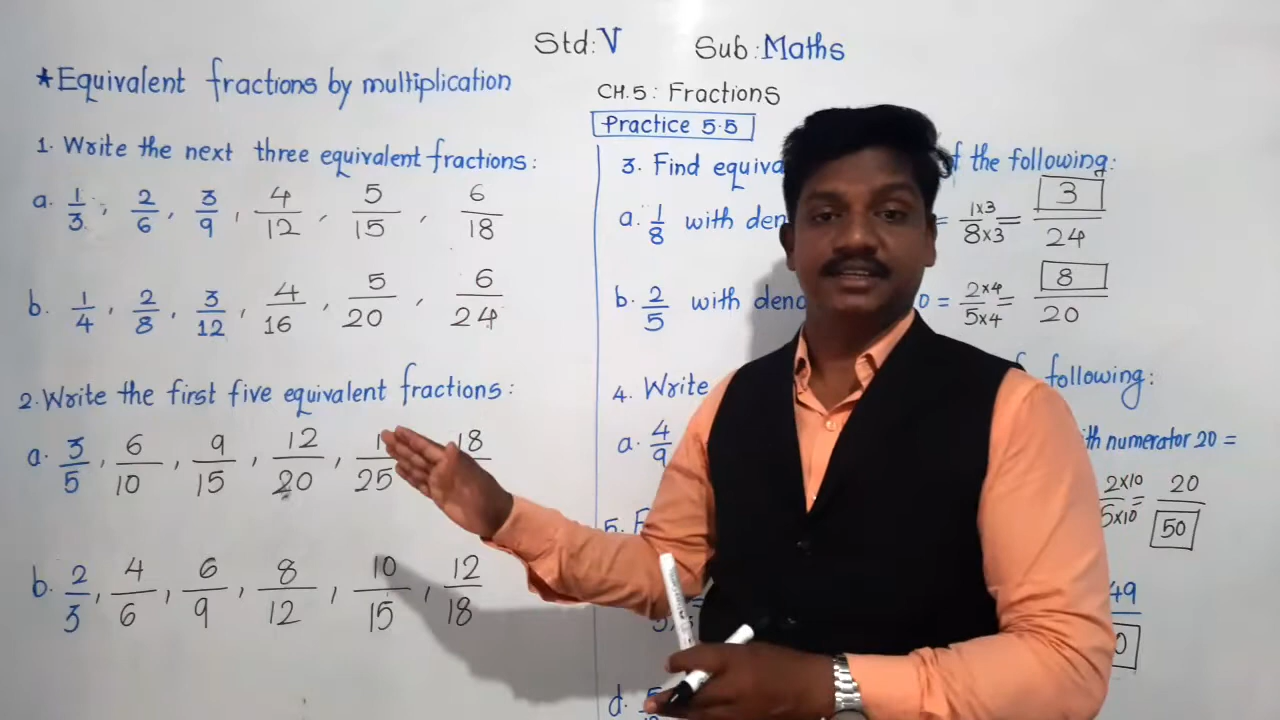 Std: V Sub: Maths
*Equivalent fractions by multiplication
CH.5: Fractions
Practice 5.5
1. Write the next three equivalent fractions:
a. 1/3, 2/6, 3/9, 4/12, 5/15, 6/18
b. 1/4, 2/8, 3/12, 4/16, 5/20, 6/24
2. Write the first five equivalent fractions:
a. 3/5, 6/10, 9/15, 12/20, /25, 18
b. 2/3, 4/6, 6/9, 8/12, 10/15, 12/18
3. Find of the following:
a. 1/8 with = 1×3/8×3 = 3/24
b. 2/5 with = 2×4/5×4 = 8/20
4. Write following:
a. 4/9 with numerator 20 =
2×10/5×10 = 20/50
5.
49
d.